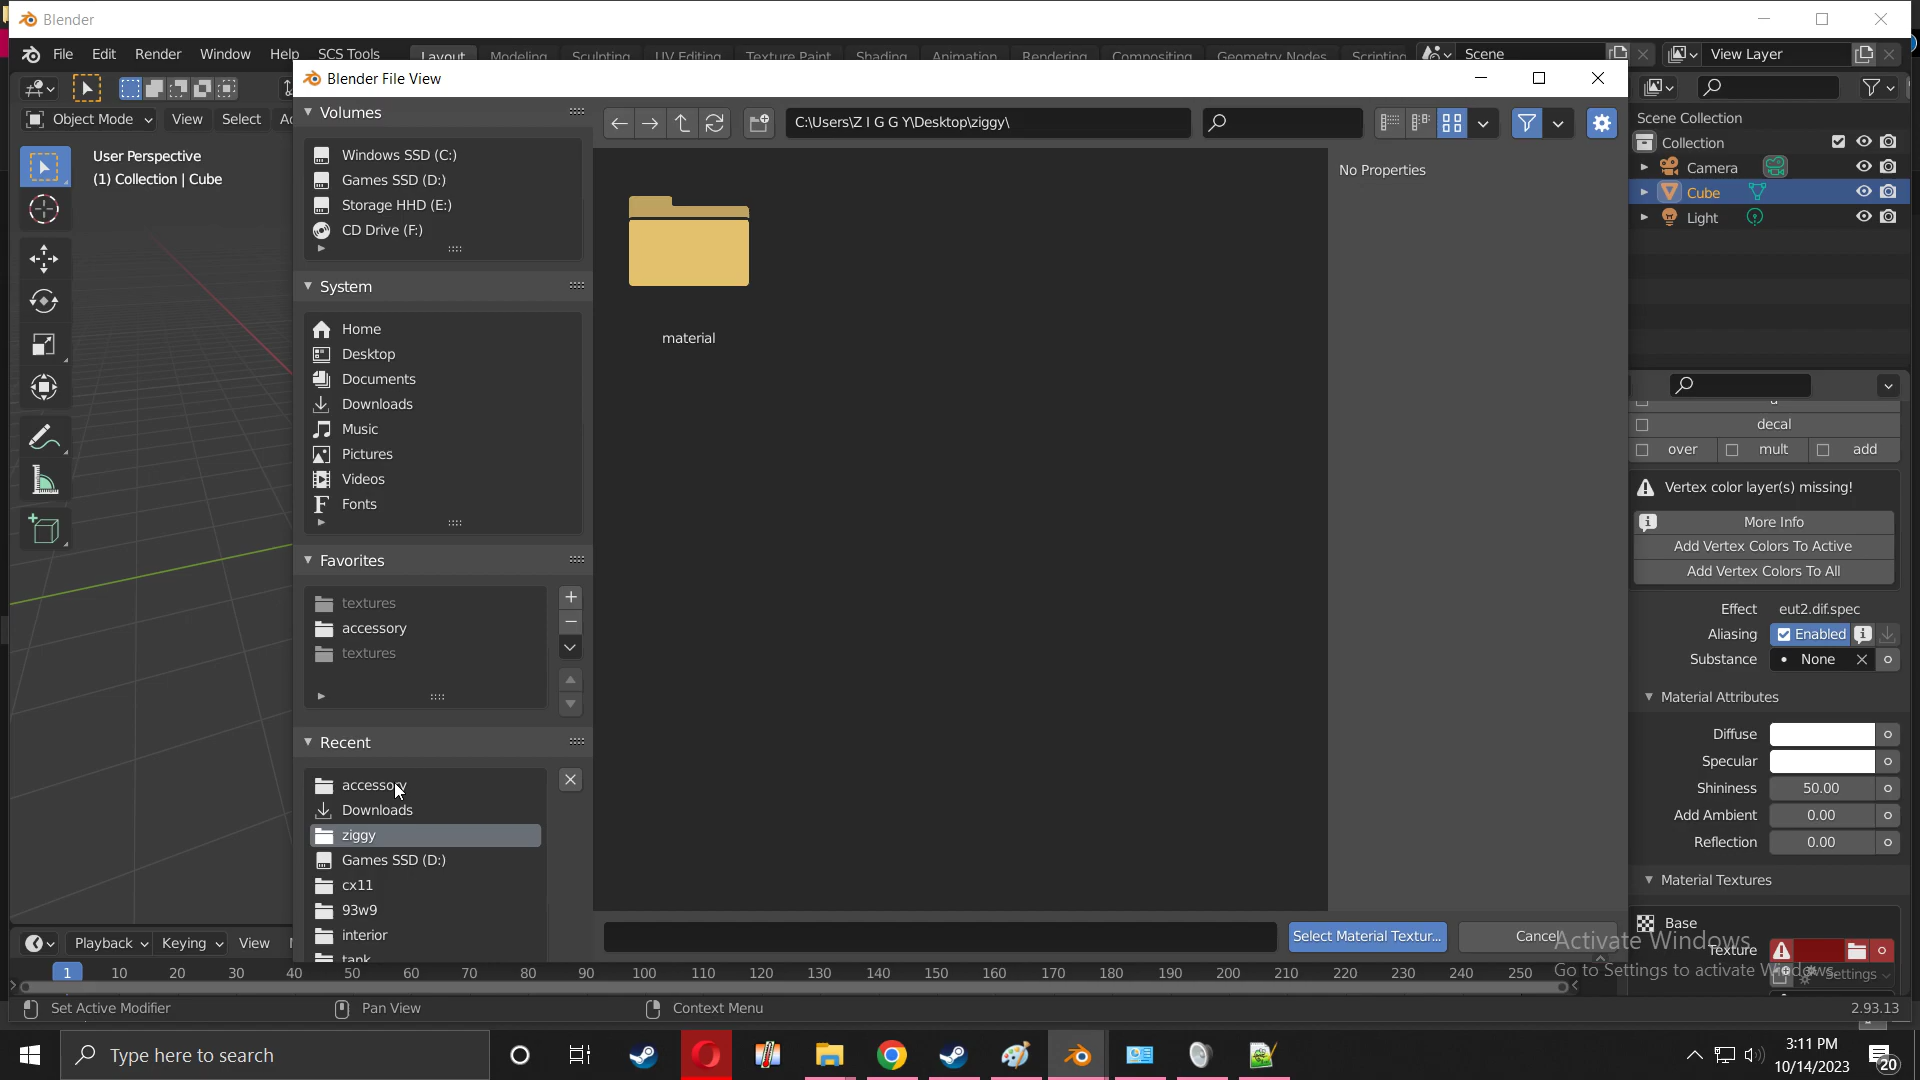 Blender
File Edit Render Window Help SCS Tools Layout Modeling Sculpting UV Editing Texture Paint Shading Animation Rendering Compositing Geometry Nodes Scripting Scene View Layer
Blender File View
Object Mode View Select
User Perspective
(1) Collection | Cube
Volumes
Windows SSD (C:)
Games SSD (D:)
Storage HHD (E:)
CD Drive (F:)
System
Home
Desktop
Documents
Downloads
Music
Pictures
Videos
Fonts
Favorites
textures
accessory
textures
Recent
accessory
Downloads
ziggy
Games SSD (D:)
cx11
93w9
interior
tank
C:\Users\Z I G G Y\Desktop\ziggy\
material
No Properties
Select Material Textur...
Cancel
Scene Collection
Collection
Camera
Cube
Light
decal
over mult add
Vertex color layer(s) missing!
More Info
Add Vertex Colors To Active
Add Vertex Colors To All
Effect eut2.dif.spec
Aliasing Enabled
Substance None
Material Attributes
Diffuse
Specular
Shininess 50.00
Add Ambient 0.00
Reflection 0.00
Material Textures
Base
Texture
Settings
Activate Windows
Go to Settings to activate Windows.
Playback Keying View
1 10 20 30 40 50 60 70 80 90 100 110 120 130 140 150 160 170 180 190 200 210 220 230 240 250
Set Active Modifier Pan View Context Menu 2.93.13
Type here to search
3:11 PM
10/14/2023
20